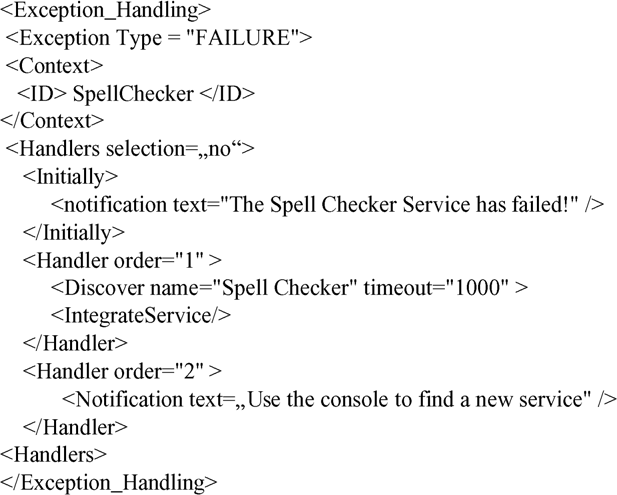 <Exception_Handling>
<Exception Type = "FAILURE">
<Context>
<ID> SpellChecker </ID>
</Context>
<Handlers selection=„no“>
<Initially>
<notification text="The Spell Checker Service has failed!" />
</Initially>
<Handler order="1" >
<Discover name="Spell Checker" timeout="1000" >
<IntegrateService/>
</Handler>
<Handler order="2" >
<Notification text=„Use the console to find a new service" />
</Handler>
<Handlers>
</Exception_Handling>